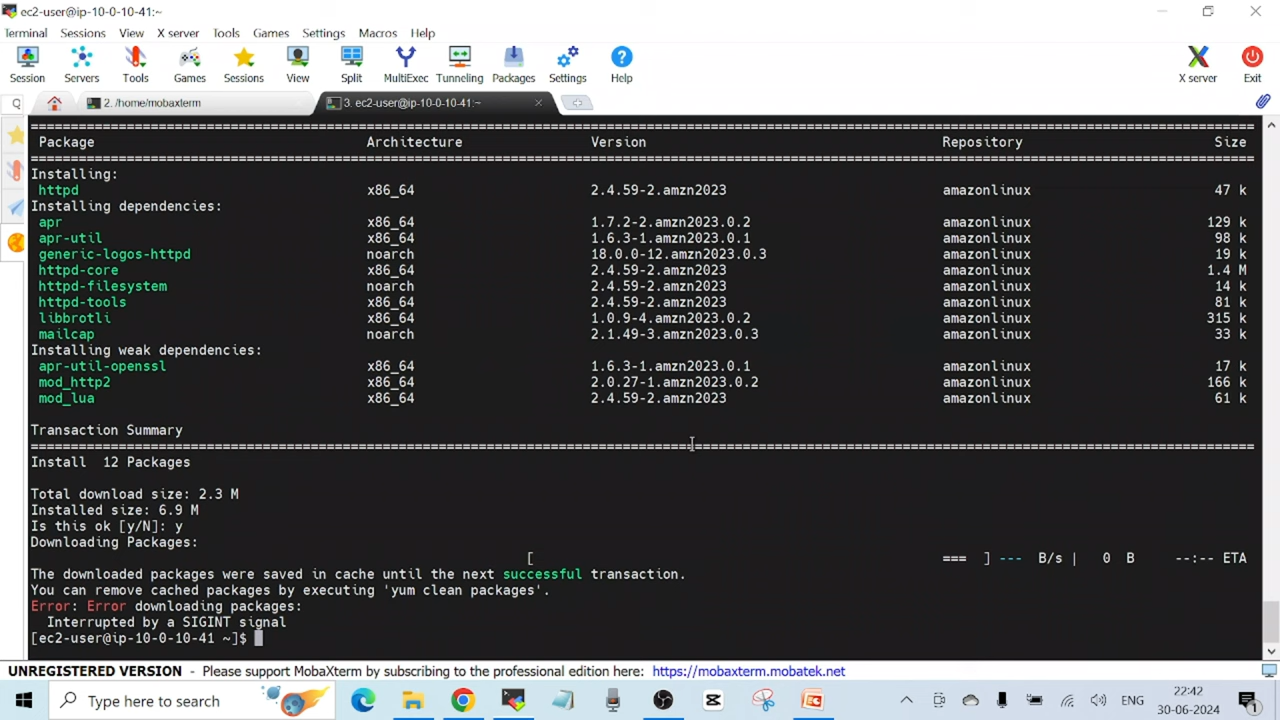 ec2-user@ip-10-0-10-41:~
Terminal Sessions View X server Tools Games Settings Macros Help
Session Servers Tools Games Sessions View Split MultiExec Tunneling Packages Settings Help X server Exit
2. /home/mobaxterm 3. ec2-user@ip-10-0-10-41:~
================================================================================
Package Architecture Version Repository Size
================================================================================
Installing:
httpd x86_64 2.4.59-2.amzn2023 amazonlinux 47 k
Installing dependencies:
apr x86_64 1.7.2-2.amzn2023.0.2 amazonlinux 129 k
apr-util x86_64 1.6.3-1.amzn2023.0.1 amazonlinux 98 k
generic-logos-httpd noarch 18.0.0-12.amzn2023.0.3 amazonlinux 19 k
httpd-core x86_64 2.4.59-2.amzn2023 amazonlinux 1.4 M
httpd-filesystem noarch 2.4.59-2.amzn2023 amazonlinux 14 k
httpd-tools x86_64 2.4.59-2.amzn2023 amazonlinux 81 k
libbrotli x86_64 1.0.9-4.amzn2023.0.2 amazonlinux 315 k
mailcap noarch 2.1.49-3.amzn2023.0.3 amazonlinux 33 k
Installing weak dependencies:
apr-util-openssl x86_64 1.6.3-1.amzn2023.0.1 amazonlinux 17 k
mod_http2 x86_64 2.0.27-1.amzn2023.0.2 amazonlinux 166 k
mod_lua x86_64 2.4.59-2.amzn2023 amazonlinux 61 k
Transaction Summary
================================================================================
Install 12 Packages
Total download size: 2.3 M
Installed size: 6.9 M
Is this ok [y/N]: y
Downloading Packages:
[ === ] --- B/s | 0 B --:-- ETA
The downloaded packages were saved in cache until the next successful transaction.
You can remove cached packages by executing 'yum clean packages'.
Error: Error downloading packages:
Interrupted by a SIGINT signal
[ec2-user@ip-10-0-10-41 ~]$
UNREGISTERED VERSION - Please support MobaXterm by subscribing to the professional edition here: https://mobaxterm.mobatek.net
Type here to search ENG 22:42
30-06-2024 1